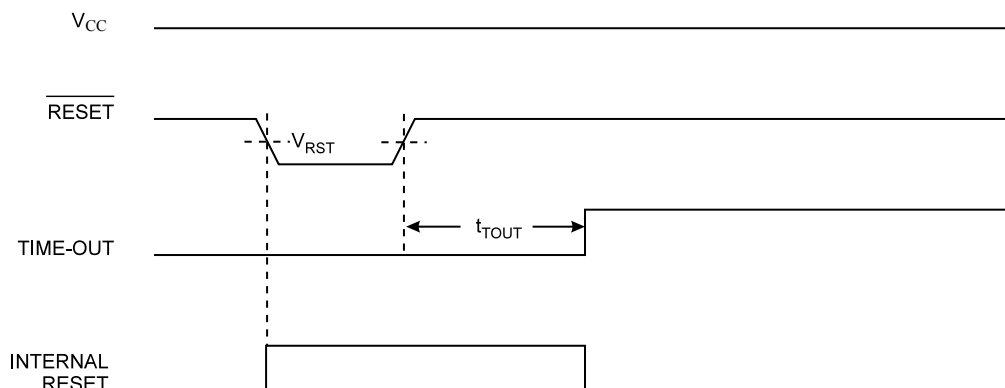 VCC
RESET
VRST
tTOUT
TIME-OUT
INTERNAL
RESET